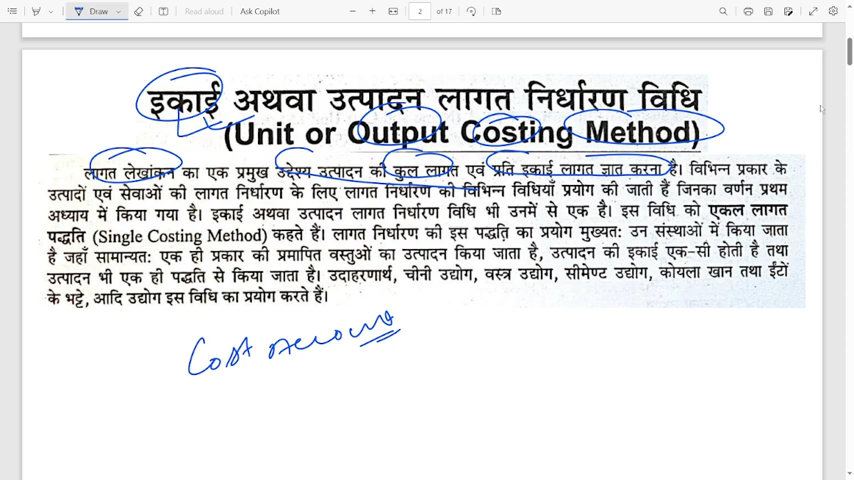 Draw
Read aloud
Ask Copilot
2 of 17
इकाई अथवा उत्पादन लागत निर्धारण विधि
(Unit or Output Costing Method)
लागत लेखांकन का एक प्रमुख उद्देश्य उत्पादन की कुल लागत एवं प्रति इकाई लागत ज्ञात करना है। विभिन्न प्रकार के
उत्पादों एवं सेवाओं की लागत निर्धारण के लिए लागत निर्धारण की विभिन्न विधियाँ प्रयोग की जाती हैं जिनका वर्णन प्रथम
अध्याय में किया गया है। इकाई अथवा उत्पादन लागत निर्धारण विधि भी उनमें से एक है। इस विधि को एकल लागत
पद्धति (Single Costing Method) कहते हैं। लागत निर्धारण की इस पद्धति का प्रयोग मुख्यतः उन संस्थाओं में किया जाता
है जहाँ सामान्यतः एक ही प्रकार की प्रमापित वस्तुओं का उत्पादन किया जाता है, उत्पादन की इकाई एक-सी होती है तथा
उत्पादन भी एक ही पद्धति से किया जाता है। उदाहरणार्थ, चीनी उद्योग, वस्त्र उद्योग, सीमेण्ट उद्योग, कोयला खान तथा ईंटों
के भट्टे, आदि उद्योग इस विधि का प्रयोग करते हैं।
Cost Account